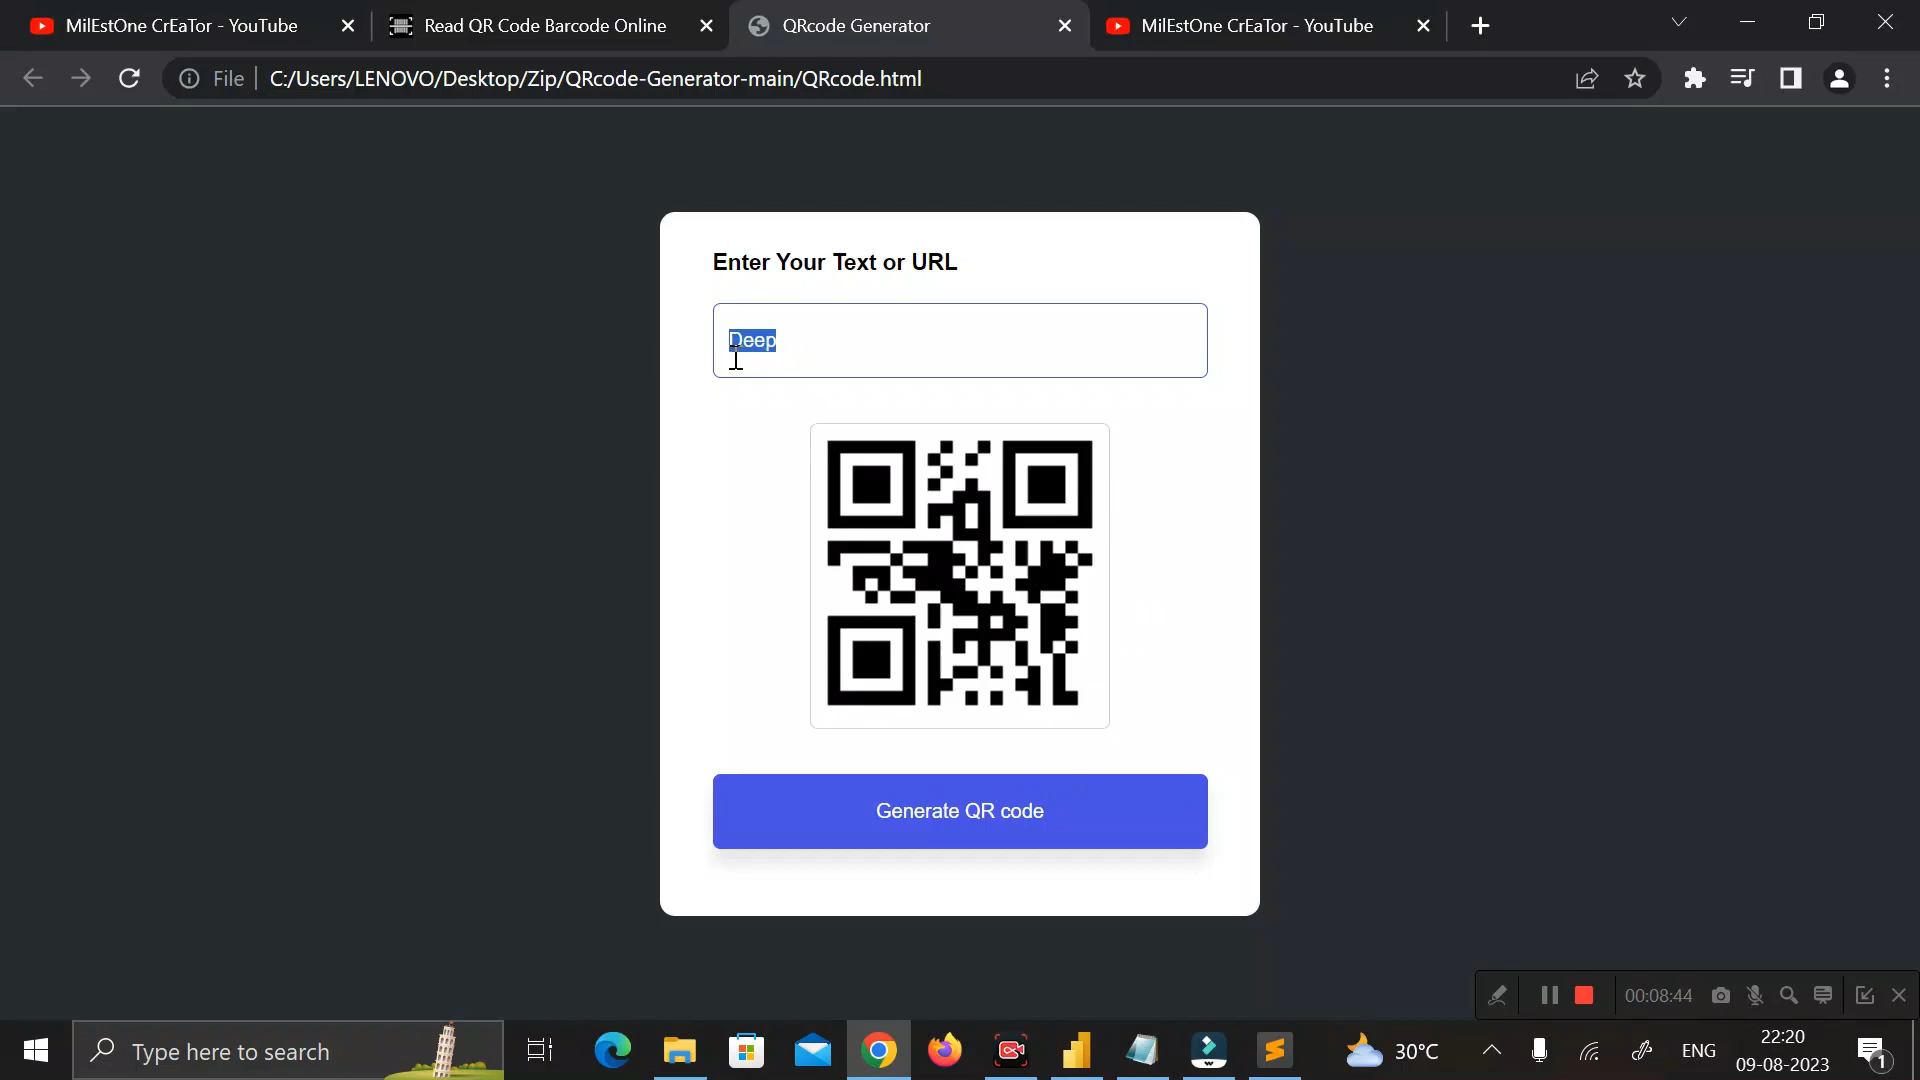 MilEstOne CrEaTor - YouTube
Read QR Code Barcode Online
QRcode Generator
MilEstOne CrEaTor - YouTube
File
C:/Users/LENOVO/Desktop/Zip/QRcode-Generator-main/QRcode.html
Enter Your Text or URL
Deep
Generate QR code
00:08:44
Type here to search
30°C
ENG
22:20
09-08-2023
1